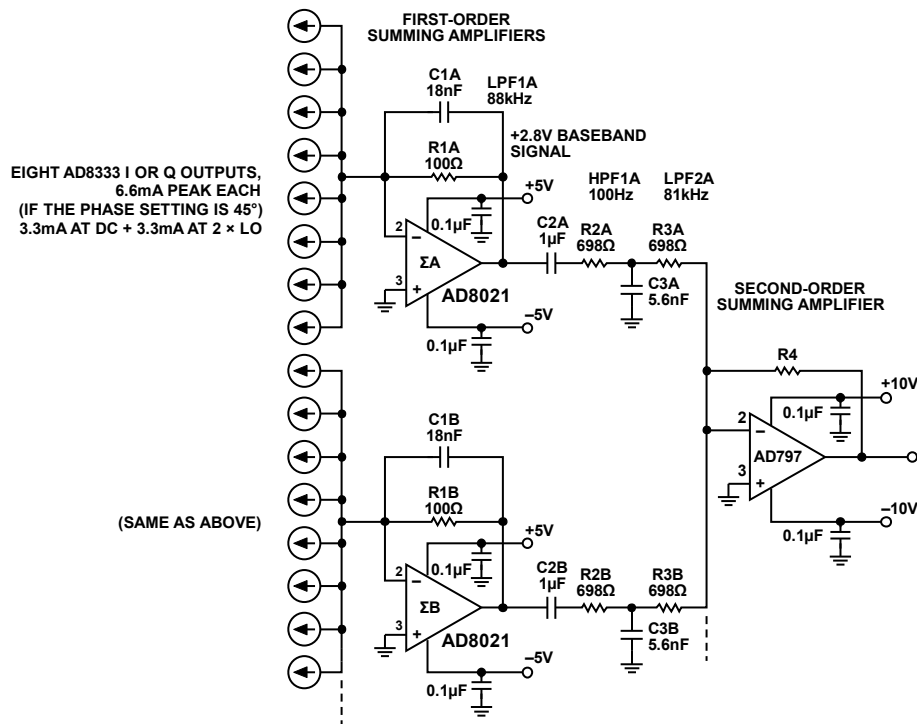 FIRST-ORDER
SUMMING AMPLIFIERS
C1A
18nF
LPF1A
88kHz
R1A
100Ω
+2.8V BASEBAND
SIGNAL
EIGHT AD8333 I OR Q OUTPUTS,
6.6mA PEAK EACH
(IF THE PHASE SETTING IS 45°)
3.3mA AT DC + 3.3mA AT 2 × LO
+5V
0.1µF
2
–
ΣA
3
+
AD8021
–5V
0.1µF
C2A
1µF
HPF1A
100Hz
R2A
698Ω
LPF2A
81kHz
R3A
698Ω
C3A
5.6nF
SECOND-ORDER
SUMMING AMPLIFIER
R4
+10V
0.1µF
2
–
AD797
3
+
–10V
0.1µF
C1B
18nF
R1B
100Ω
(SAME AS ABOVE)
+5V
0.1µF
2
–
ΣB
3
+
AD8021
–5V
0.1µF
C2B
1µF
R2B
698Ω
R3B
698Ω
C3B
5.6nF